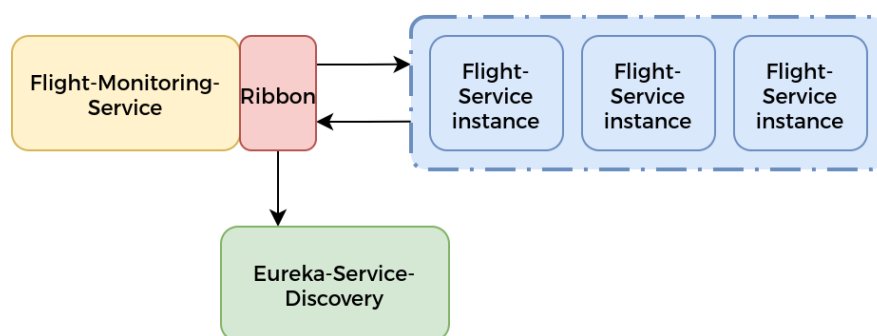 Flight-Monitoring-
Service
Ribbon
Flight-
Service
instance
Flight-
Service
instance
Flight-
Service
instance
Eureka-Service-
Discovery